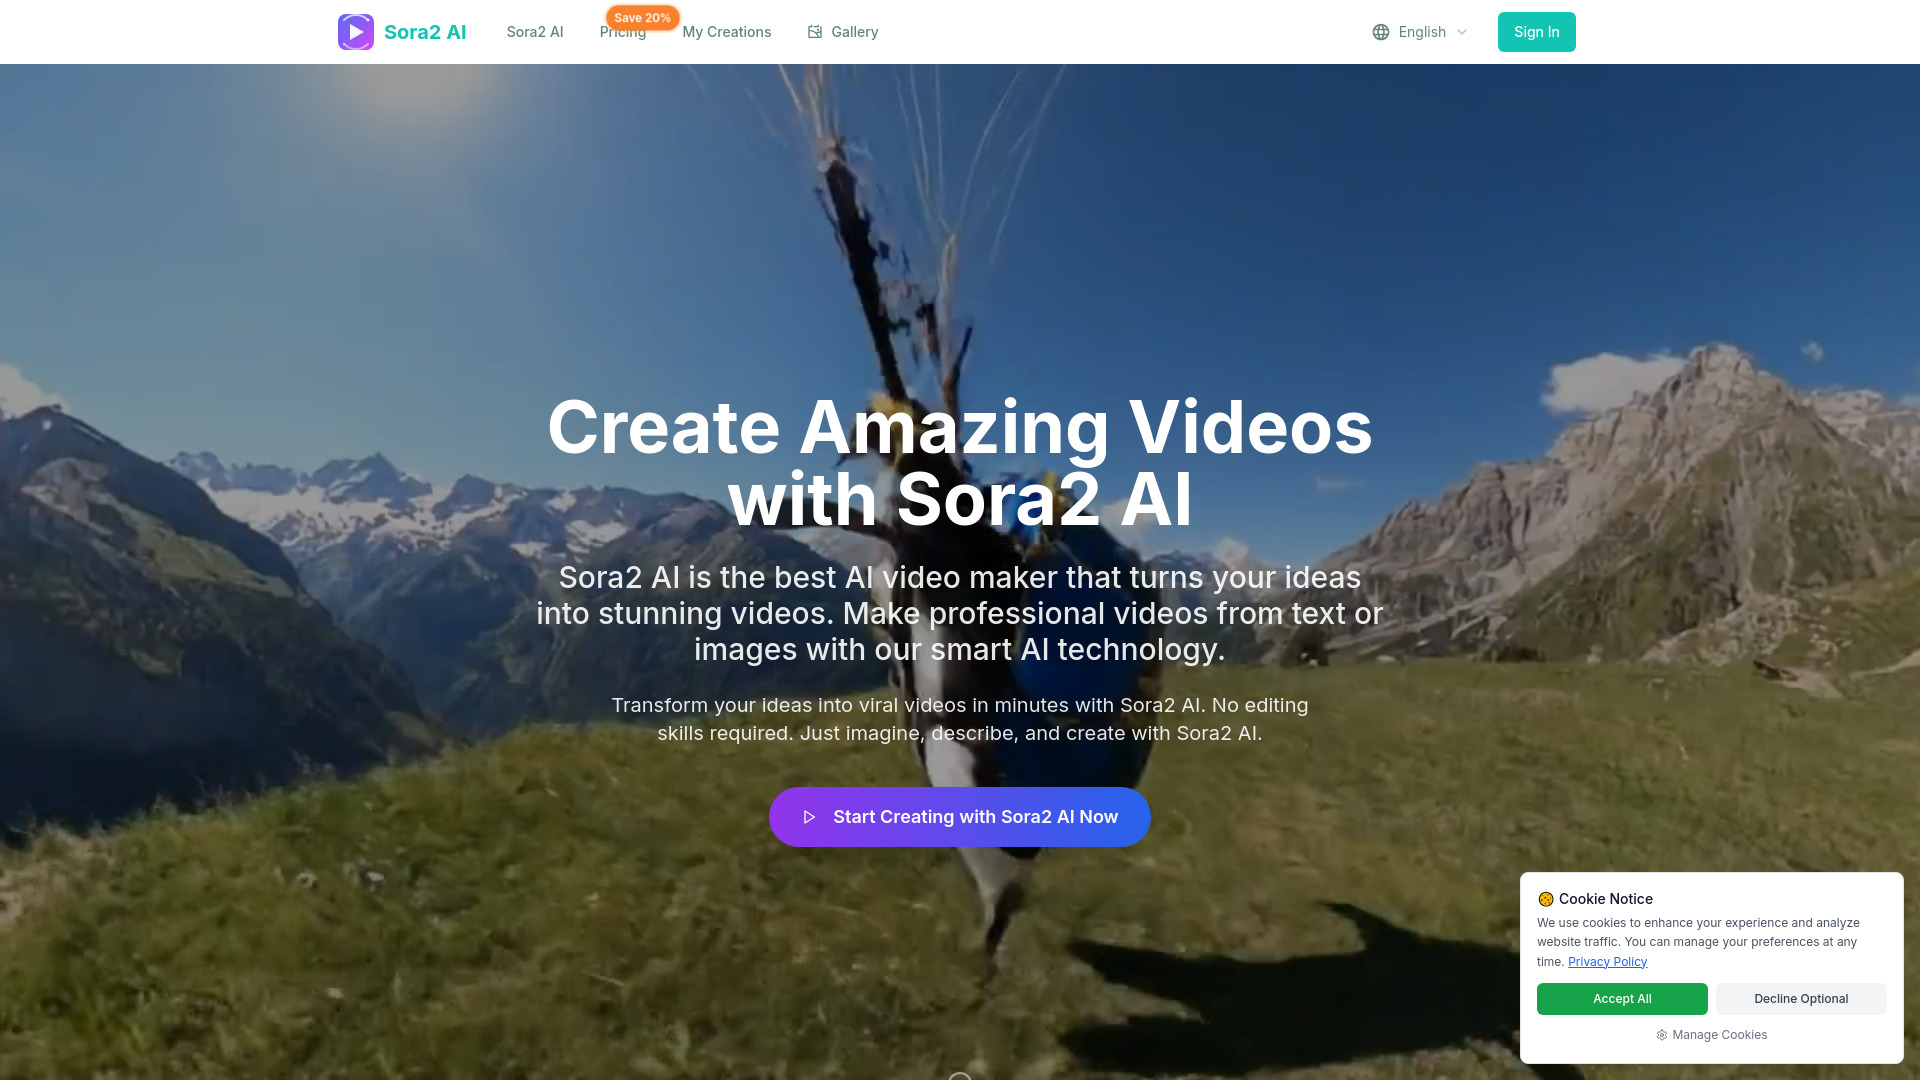 Sora2 AI
Sora2 AI
Pricing
Save 20%
My Creations
Gallery
English
Sign In
Create Amazing Videos
with Sora2 AI
Sora2 AI is the best AI video maker that turns your ideas
into stunning videos. Make professional videos from text or
images with our smart AI technology.
Transform your ideas into viral videos in minutes with Sora2 AI. No editing
skills required. Just imagine, describe, and create with Sora2 AI.
Start Creating with Sora2 AI Now
Cookie Notice
We use cookies to enhance your experience and analyze
website traffic. You can manage your preferences at any
time. Privacy Policy
Accept All
Decline Optional
Manage Cookies